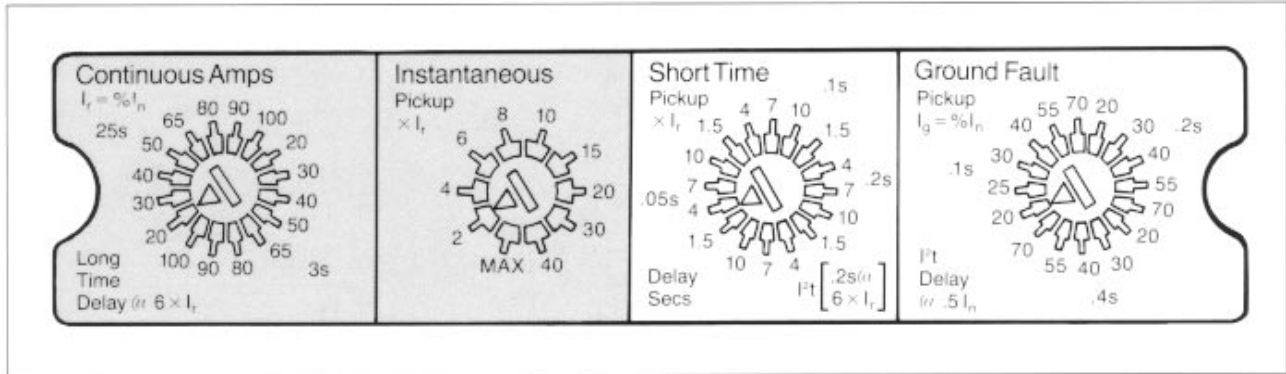 Continuous Amps
Iᵣ = %Iₙ
25s
20
30
40
50
65
80
90
100
20
30
40
50
65
80
90
100
3s
Long
Time
Delay @ 6 × Iᵣ
Instantaneous
Pickup
× Iᵣ
2
4
6
8
10
15
20
30
40
MAX
Short Time
Pickup
× Iᵣ
.05s
1.5
4
7
10
1.5
4
7
10
.1s
1.5
4
7
10
.2s
1.5
4
7
10
Delay
Secs
I²t
.2s @
6 × Iᵣ
Ground Fault
Pickup
I₉ = %Iₙ
.1s
20
25
30
40
55
70
20
30
.2s
40
55
70
20
30
40
55
70
I²t
Delay
@ .5 Iₙ
.4s